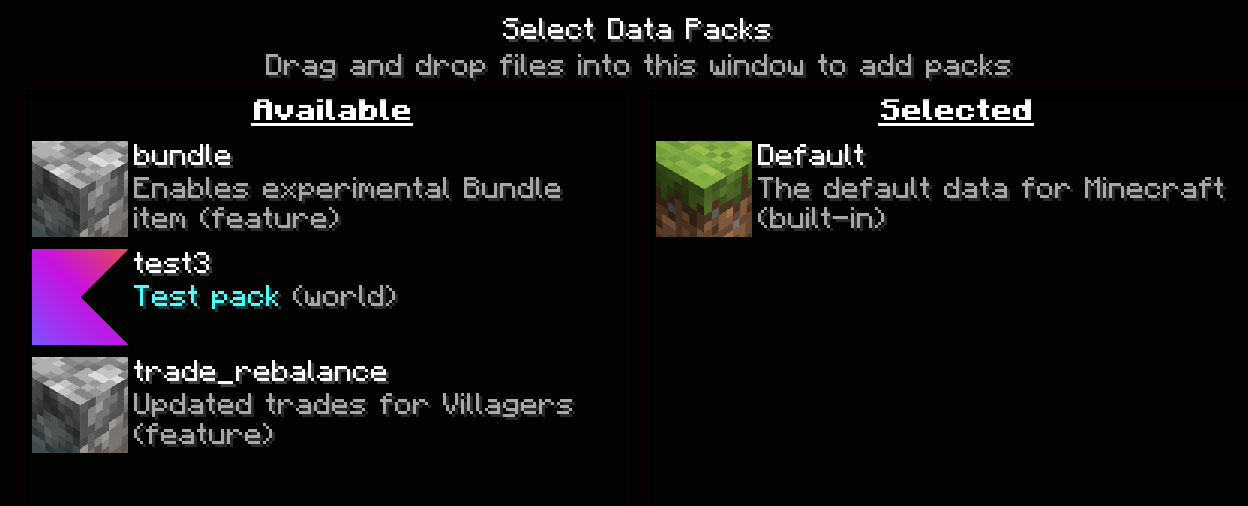 Select Data Packs
Drag and drop files into this window to add packs
Available
bundle
Enables experimental Bundle
item (feature)
test3
Test pack (world)
trade_rebalance
Updated trades for Villagers
(feature)
Selected
Default
The default data for Minecraft
(built-in)